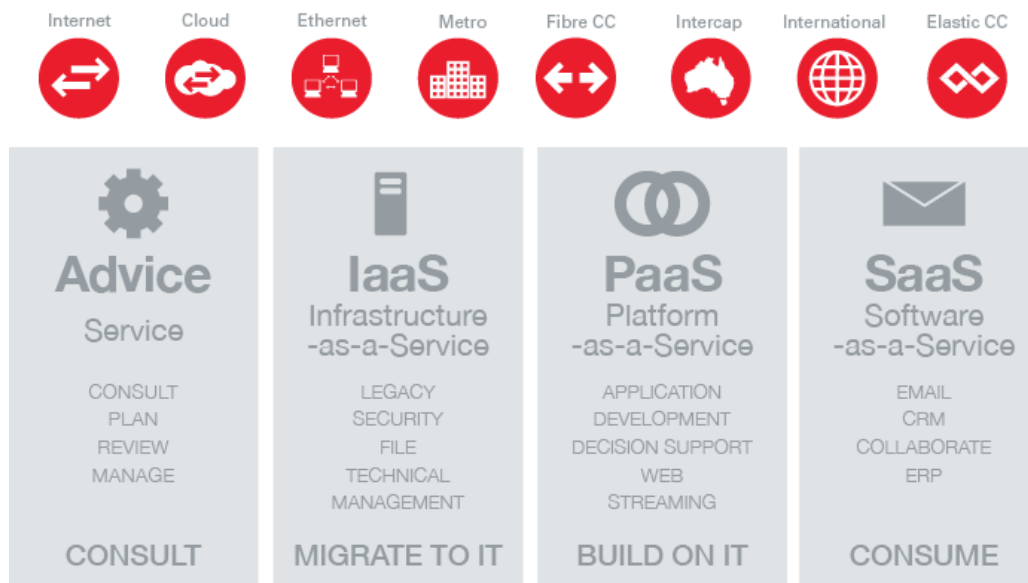 Internet
Cloud
Ethernet
Metro
Fibre CC
Intercap
International
Elastic CC
Advice
Service
CONSULT
PLAN
REVIEW
MANAGE
CONSULT
IaaS
Infrastructure
-as-a-Service
LEGACY
SECURITY
FILE
TECHNICAL
MANAGEMENT
MIGRATE TO IT
PaaS
Platform
-as-a-Service
APPLICATION
DEVELOPMENT
DECISION SUPPORT
WEB
STREAMING
BUILD ON IT
SaaS
Software
-as-a-Service
EMAIL
CRM
COLLABORATE
ERP
CONSUME